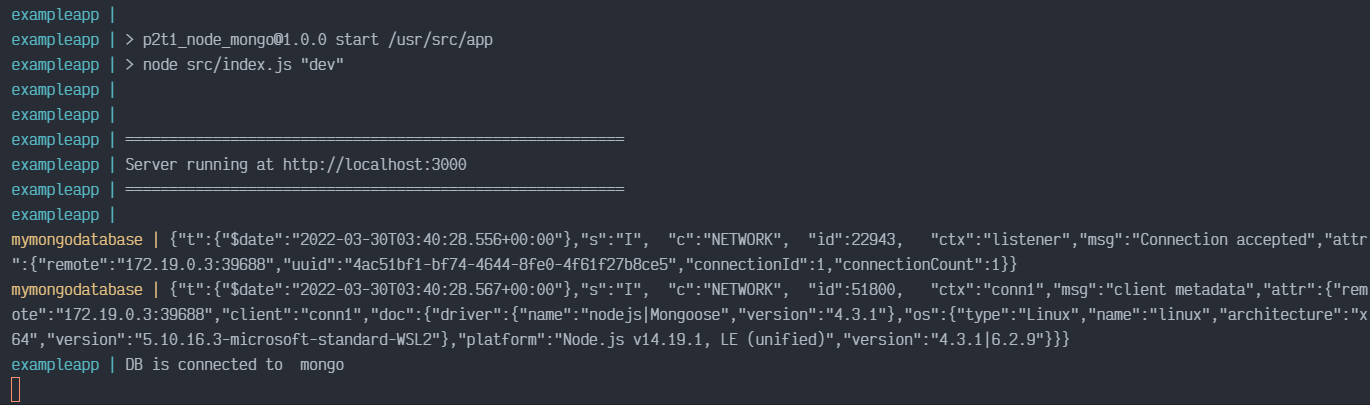 exampleapp |
exampleapp | > p2t1_node_mongo@1.0.0 start /usr/src/app
exampleapp | > node src/index.js "dev"
exampleapp |
exampleapp |
exampleapp | =========================================================
exampleapp | Server running at http://localhost:3000
exampleapp | =========================================================
exampleapp |
mymongodatabase | {"t":{"$date":"2022-03-30T03:40:28.556+00:00"},"s":"I",  "c":"NETWORK",  "id":22943,   "ctx":"listener","msg":"Connection accepted","attr
":{"remote":"172.19.0.3:39688","uuid":"4ac51bf1-bf74-4644-8fe0-4f61f27b8ce5","connectionId":1,"connectionCount":1}}
mymongodatabase | {"t":{"$date":"2022-03-30T03:40:28.567+00:00"},"s":"I",  "c":"NETWORK",  "id":51800,   "ctx":"conn1","msg":"client metadata","attr":{"rem
ote":"172.19.0.3:39688","client":"conn1","doc":{"driver":{"name":"nodejs|Mongoose","version":"4.3.1"},"os":{"type":"Linux","name":"linux","architecture":"x
64","version":"5.10.16.3-microsoft-standard-WSL2"},"platform":"Node.js v14.19.1, LE (unified)","version":"4.3.1|6.2.9"}}}
exampleapp | DB is connected to  mongo